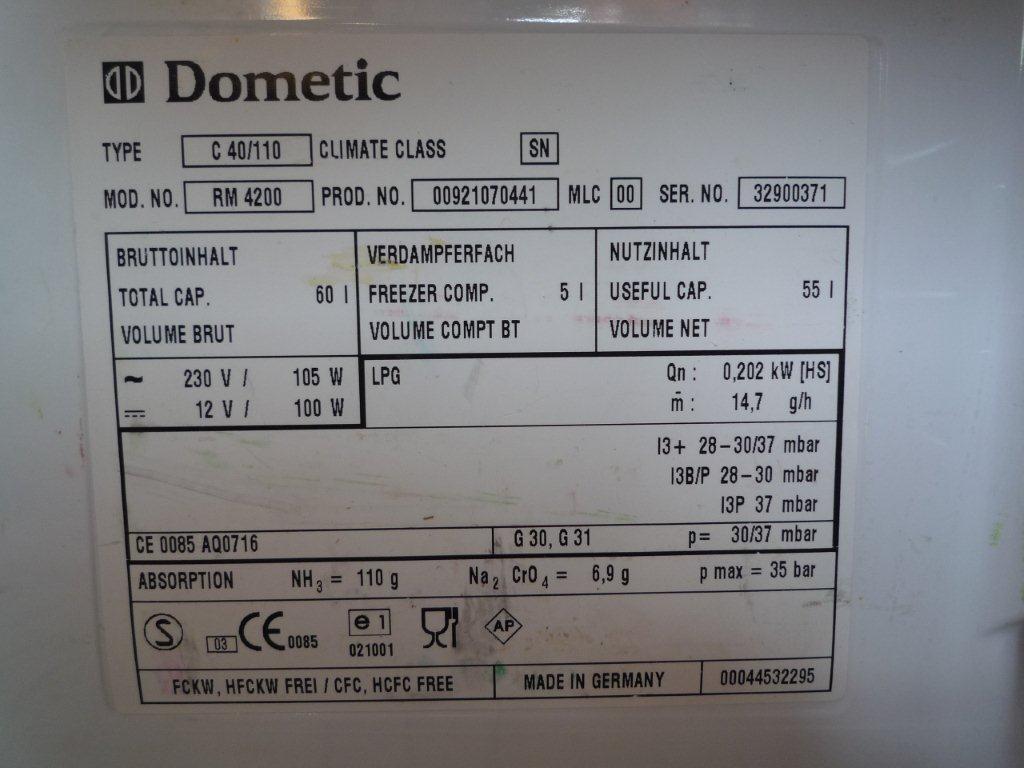 Dometic
TYPE C 40/110 CLIMATE CLASS SN
MOD. NO. RM 4200 PROD. NO. 00921070441 MLC 00 SER. NO. 32900371
BRUTTOINHALT VERDAMPFERFACH NUTZINHALT
TOTAL CAP. 60 l FREEZER COMP. 5 l USEFUL CAP. 55 l
VOLUME BRUT VOLUME COMPT BT VOLUME NET
~ 230 V / 105 W LPG Qn : 0,202 kW [HS]
⎓ 12 V / 100 W m̄ : 14,7 g/h
I3+ 28-30/37 mbar
I3B/P 28-30 mbar
I3P 37 mbar
CE 0085 AQ0716 G 30, G 31 p= 30/37 mbar
ABSORPTION NH₃ = 110 g Na₂ CrO₄ = 6,9 g p max = 35 bar
S 03 CE 0085 e 1 AP
021001
FCKW, HFCKW FREI / CFC, HCFC FREE MADE IN GERMANY 00044532295